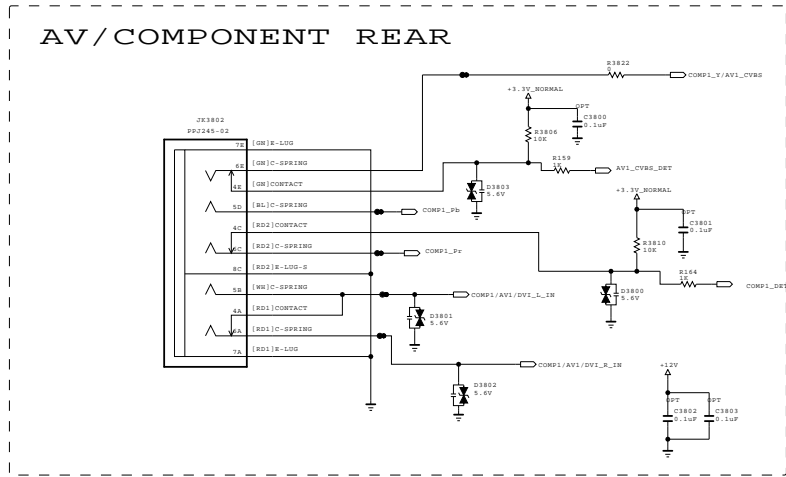 AV/COMPONENT REAR
R3822
0
COMP1_Y/AV1_CVBS
+3.3V_NORMAL
OPT
C3800
0.1uF
R3806
10K
JK3802
PPJ245-02
7E [GN]E-LUG
6E [GN]C-SPRING
4E [GN]CONTACT
5D [BL]C-SPRING
4C [RD2]CONTACT
6C [RD2]C-SPRING
8C [RD2]E-LUG-S
5B [WH]C-SPRING
4A [RD1]CONTACT
6A [RD1]C-SPRING
7A [RD1]E-LUG
R159
1K
AV1_CVBS_DET
D3803
5.6V
COMP1_Pb
COMP1_Pr
+3.3V_NORMAL
OPT
C3801
0.1uF
R3810
10K
R164
1K
COMP1_DET
D3800
5.6V
COMP1/AV1/DVI_L_IN
D3801
5.6V
COMP1/AV1/DVI_R_IN
D3802
5.6V
+12V
OPT
C3802
0.1uF
OPT
C3803
0.1uF